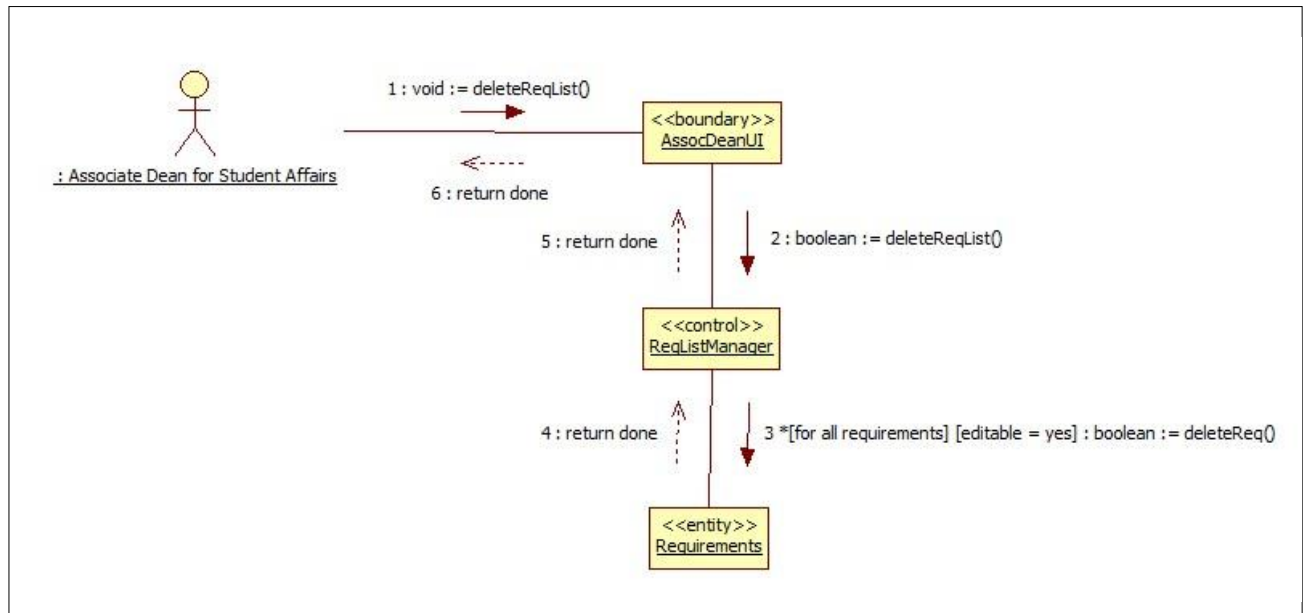 1 : void := deleteReqList()
<<boundary>>
AssocDeanUI
: Associate Dean for Student Affairs
6 : return done
5 : return done
2 : boolean := deleteReqList()
<<control>>
ReqListManager
4 : return done
3 *[for all requirements] [editable = yes] : boolean := deleteReq()
<<entity>>
Requirements